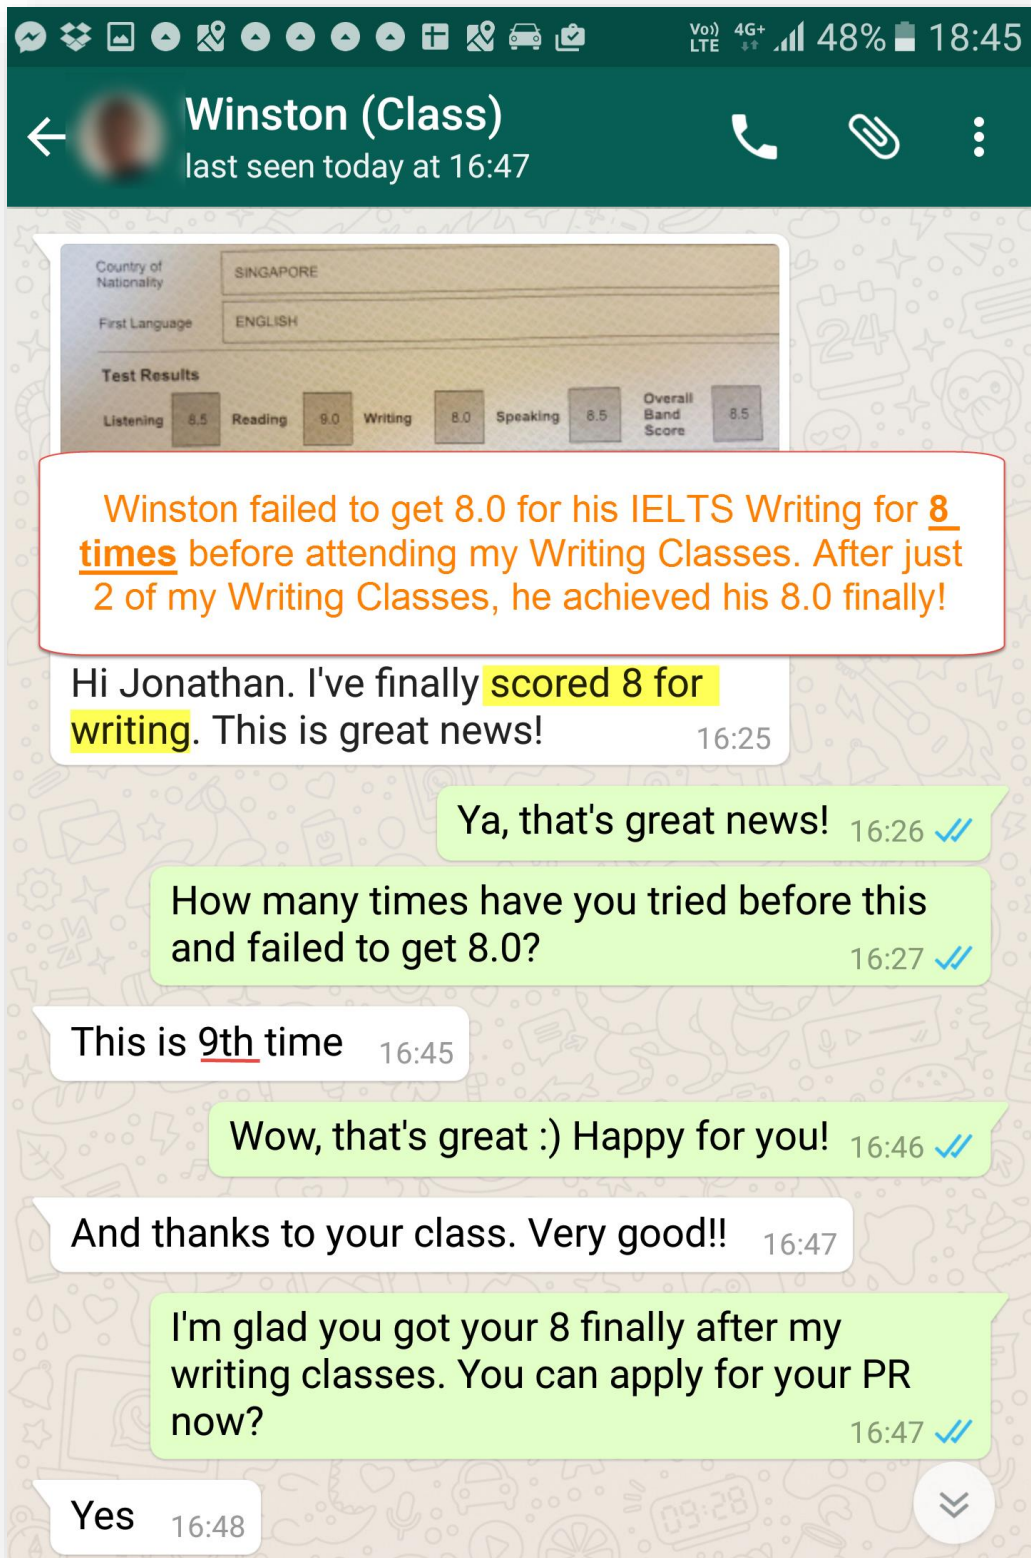 Vo)) LTE 4G+ 48% 18:45
Winston (Class)
last seen today at 16:47
Country of Nationality SINGAPORE
First Language ENGLISH
Test Results
Listening 8.5 Reading 9.0 Writing 8.0 Speaking 8.5 Overall Band Score 8.5
Winston failed to get 8.0 for his IELTS Writing for 8
times before attending my Writing Classes. After just
2 of my Writing Classes, he achieved his 8.0 finally!
Hi Jonathan. I've finally scored 8 for
writing. This is great news! 16:25
Ya, that's great news! 16:26
How many times have you tried before this
and failed to get 8.0? 16:27
This is 9th time 16:45
Wow, that's great :) Happy for you! 16:46
And thanks to your class. Very good!! 16:47
I'm glad you got your 8 finally after my
writing classes. You can apply for your PR
now? 16:47
Yes 16:48